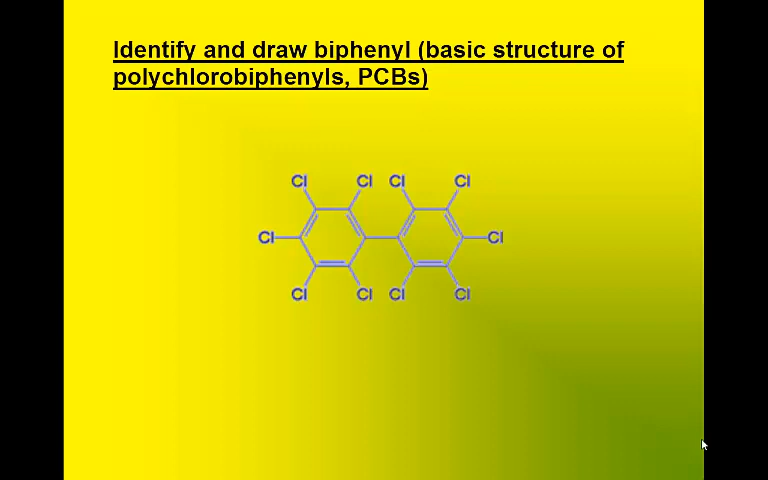 Identify and draw biphenyl (basic structure of
polychlorobiphenyls, PCBs)
Cl Cl Cl Cl
Cl Cl
Cl Cl Cl Cl